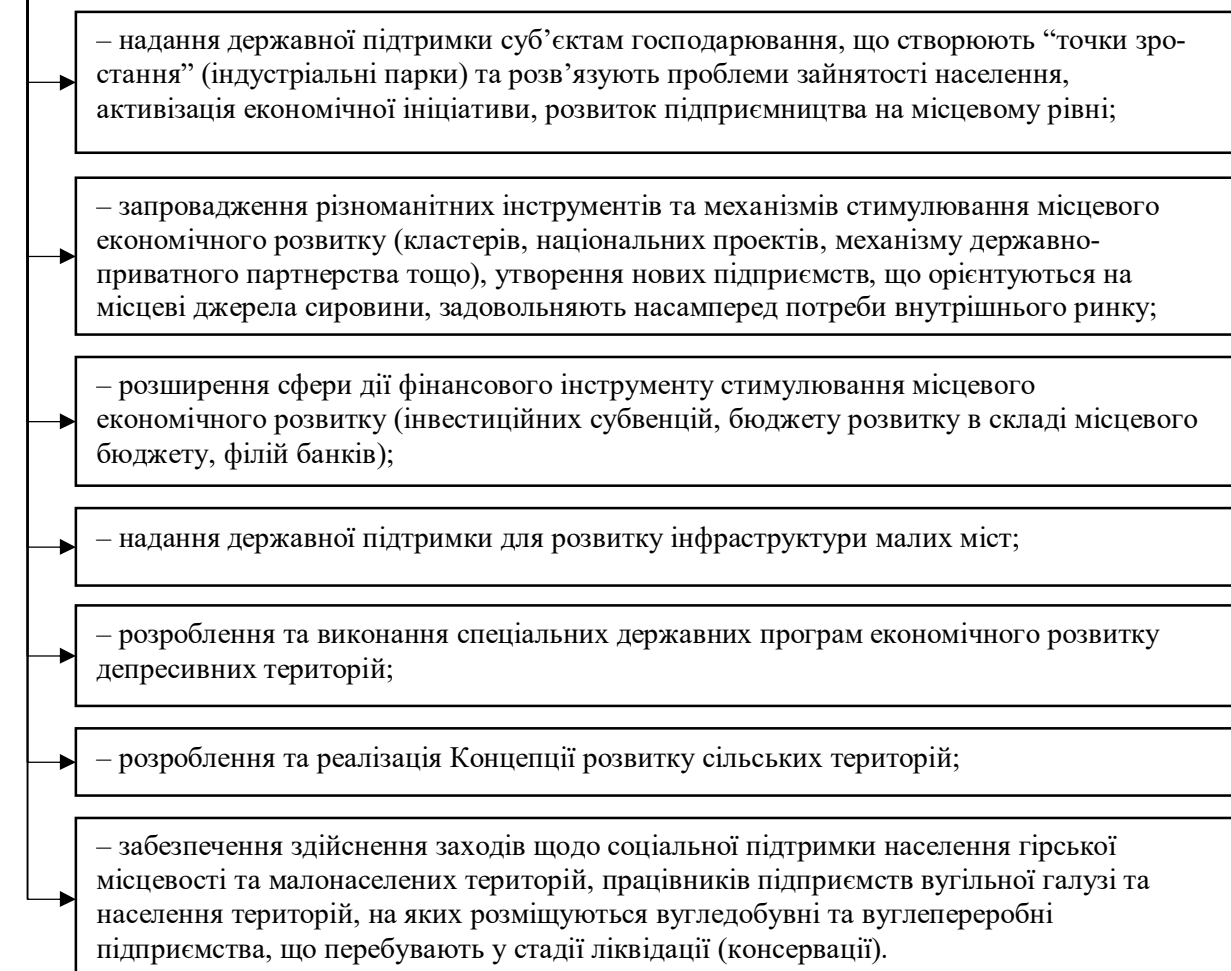 – надання державної підтримки суб’єктам господарювання, що створюють “точки зро-
стання” (індустріальні парки) та розв’язують проблеми зайнятості населення,
активізація економічної ініціативи, розвиток підприємництва на місцевому рівні;
– запровадження різноманітних інструментів та механізмів стимулювання місцевого
економічного розвитку (кластерів, національних проектів, механізму державно-
приватного партнерства тощо), утворення нових підприємств, що орієнтуються на
місцеві джерела сировини, задовольняють насамперед потреби внутрішнього ринку;
– розширення сфери дії фінансового інструменту стимулювання місцевого
економічного розвитку (інвестиційних субвенцій, бюджету розвитку в складі місцевого
бюджету, філій банків);
– надання державної підтримки для розвитку інфраструктури малих міст;
– розроблення та виконання спеціальних державних програм економічного розвитку
депресивних територій;
– розроблення та реалізація Концепції розвитку сільських територій;
– забезпечення здійснення заходів щодо соціальної підтримки населення гірської
місцевості та малонаселених територій, працівників підприємств вугільної галузі та
населення територій, на яких розміщуються вугледобувні та вуглепереробні
підприємства, що перебувають у стадії ліквідації (консервації).